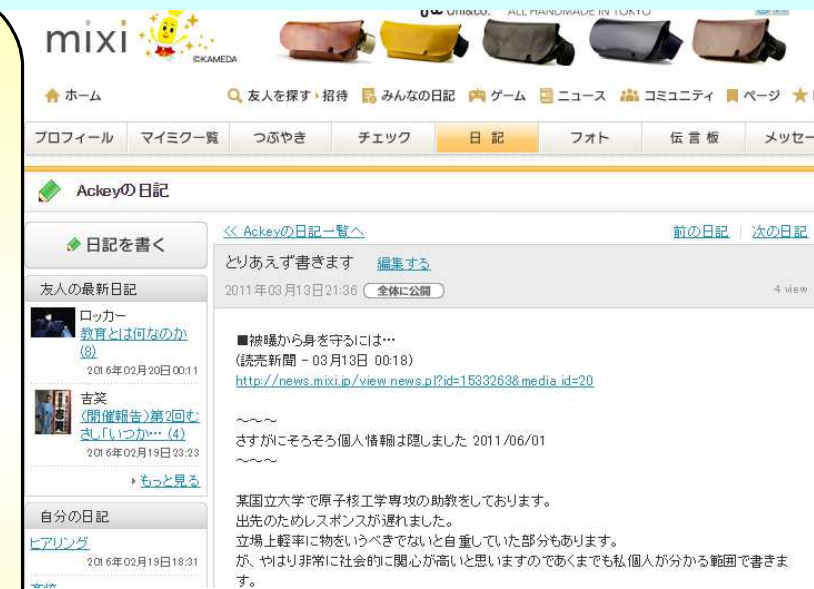 Uni&Co. ALL HANDMADE IN TOKYO
mixi
©KAMEDA
ホーム
友人を探す・招待
みんなの日記
ゲーム
ニュース
コミュニティ
ページ
プロフィール
マイミク一覧
つぶやき
チェック
日記
フォト
伝言板
メッセー
Ackeyの日記
日記を書く
友人の最新日記
ロッカー
教育とは何なのか
(8)
2016年02月20日00:11
吉笑
(開催報告)第2回む
さし「いつか… (4)
2016年02月19日23:23
もっと見る
自分の日記
ヒアリング
2016年02月19日18:31
<< Ackeyの日記一覧へ
前の日記 | 次の日記
とりあえず書きます 編集する
2011年03月13日21:36 全体に公開
4 view
■被曝から身を守るには…
(読売新聞 - 03月13日 00:18)
http://news.mixi.jp/view_news.pl?id=1533263&media_id=20
~~~
さすがにそろそろ個人情報は隠しました 2011/06/01
~~~
某国立大学で原子核工学専攻の助教をしております。
出先のためレスポンスが遅れました。
立場上軽率に物をいうべきでないと自重していた部分もあります。
が、やはり非常に社会的に関心が高いと思いますのであくまでも私個人が分かる範囲で書きま
す。